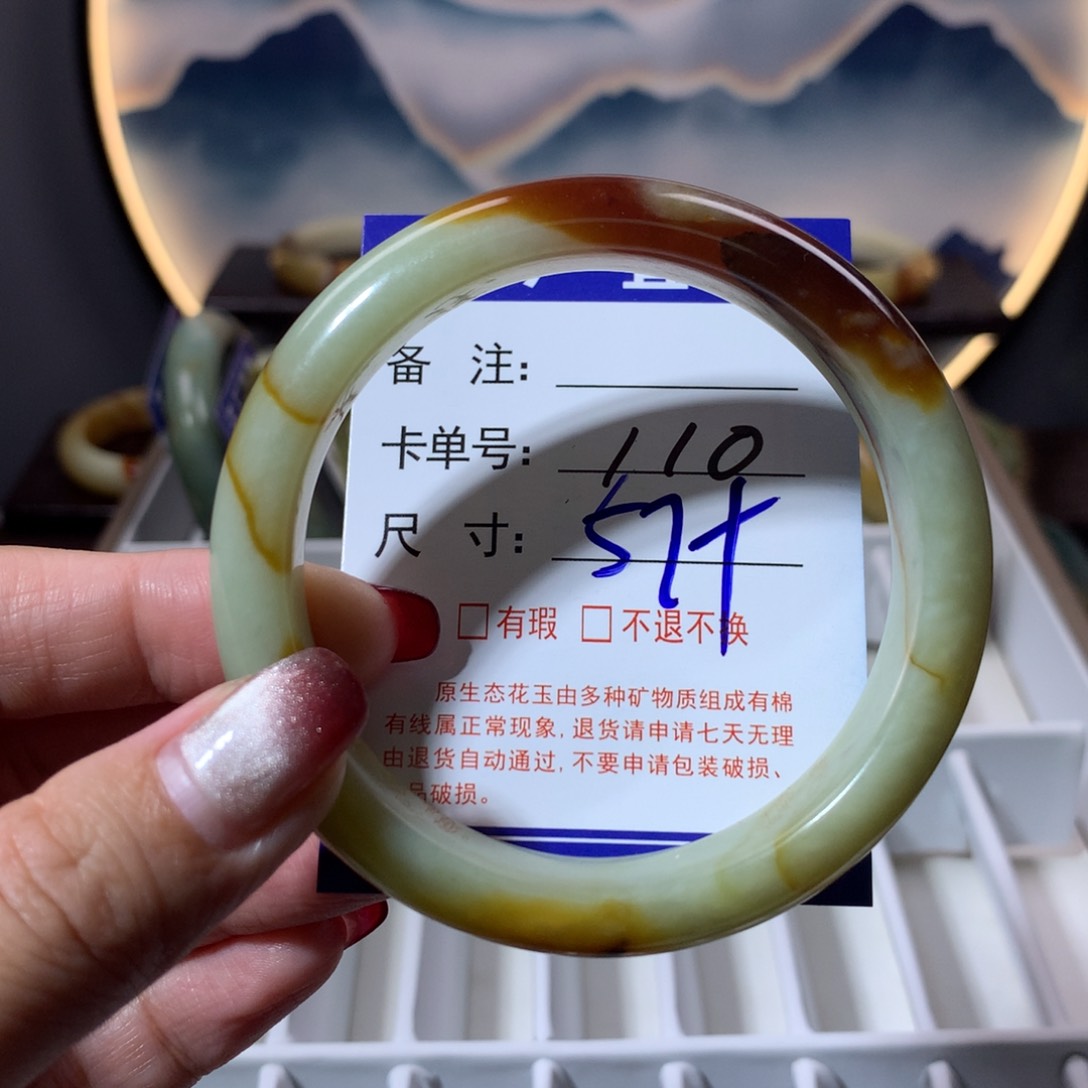 备 注:
卡单号: 110
尺 寸: 57+
□有瑕 □不退不换
原生态花玉由多种矿物质组成有棉
有线属正常现象, 退货请申请七天无理
由退货自动通过, 不要申请包装破损、
品破损。